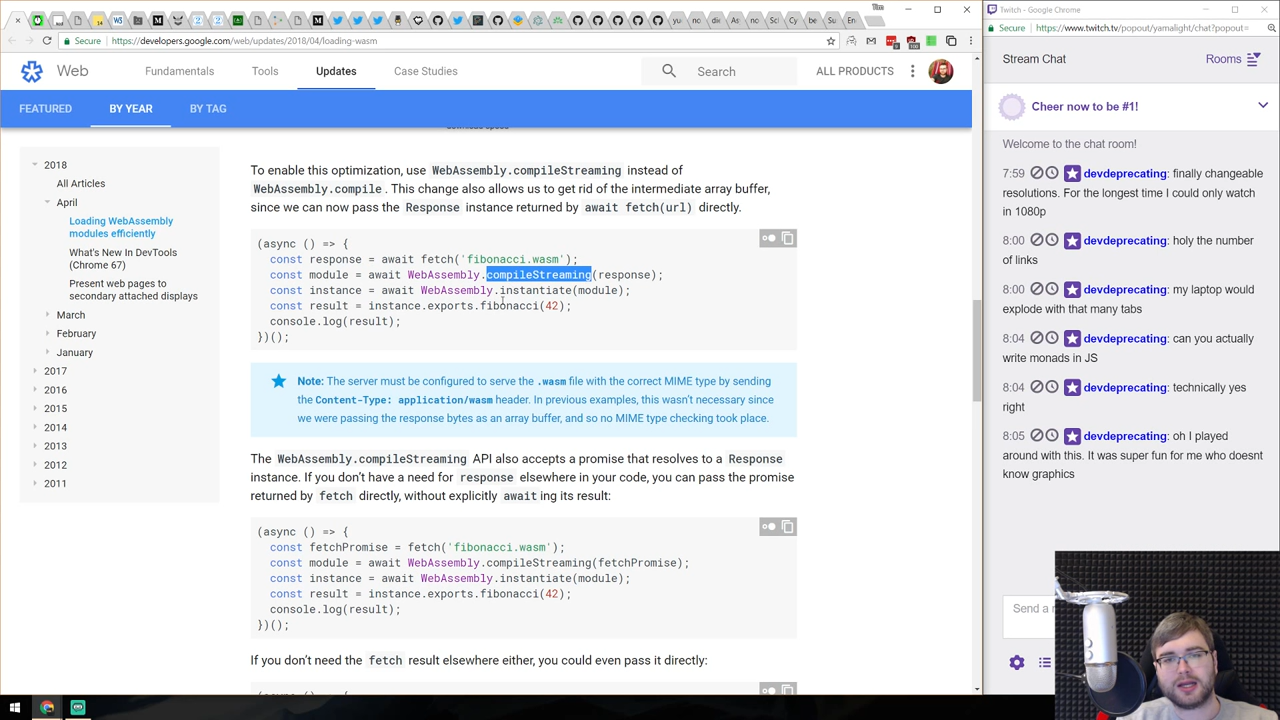 Tim
Secure
https://developers.google.com/web/updates/2018/04/loading-wasm
Web
Fundamentals
Tools
Updates
Case Studies
Search
ALL PRODUCTS
FEATURED
BY YEAR
BY TAG
2018
All Articles
April
Loading WebAssembly
modules efficiently
What's New In DevTools
(Chrome 67)
Present web pages to
secondary attached displays
March
February
January
2017
2016
2015
2014
2013
2012
2011
To enable this optimization, use WebAssembly.compileStreaming instead of
WebAssembly.compile. This change also allows us to get rid of the intermediate array buffer,
since we can now pass the Response instance returned by await fetch(url) directly.
(async () => {
const response = await fetch('fibonacci.wasm');
const module = await WebAssembly.compileStreaming(response);
const instance = await WebAssembly.instantiate(module);
const result = instance.exports.fibonacci(42);
console.log(result);
})();
Note: The server must be configured to serve the .wasm file with the correct MIME type by sending
the Content-Type: application/wasm header. In previous examples, this wasn't necessary since
we were passing the response bytes as an array buffer, and so no MIME type checking took place.
The WebAssembly.compileStreaming API also accepts a promise that resolves to a Response
instance. If you don't have a need for response elsewhere in your code, you can pass the promise
returned by fetch directly, without explicitly await ing its result:
(async () => {
const fetchPromise = fetch('fibonacci.wasm');
const module = await WebAssembly.compileStreaming(fetchPromise);
const instance = await WebAssembly.instantiate(module);
const result = instance.exports.fibonacci(42);
console.log(result);
})();
If you don't need the fetch result elsewhere either, you could even pass it directly:
Twitch - Google Chrome
Secure
https://www.twitch.tv/popout/yamalight/chat?popout=
Stream Chat
Rooms
Cheer now to be #1!
Welcome to the chat room!
7:59 devdeprecating: finally changeable
resolutions. For the longest time I could only watch
in 1080p
8:00 devdeprecating: holy the number
of links
8:00 devdeprecating: my laptop would
explode with that many tabs
8:04 devdeprecating: can you actually
write monads in JS
8:04 devdeprecating: technically yes
right
8:05 devdeprecating: oh I played
around with this. It was super fun for me who doesnt
know graphics
Send a